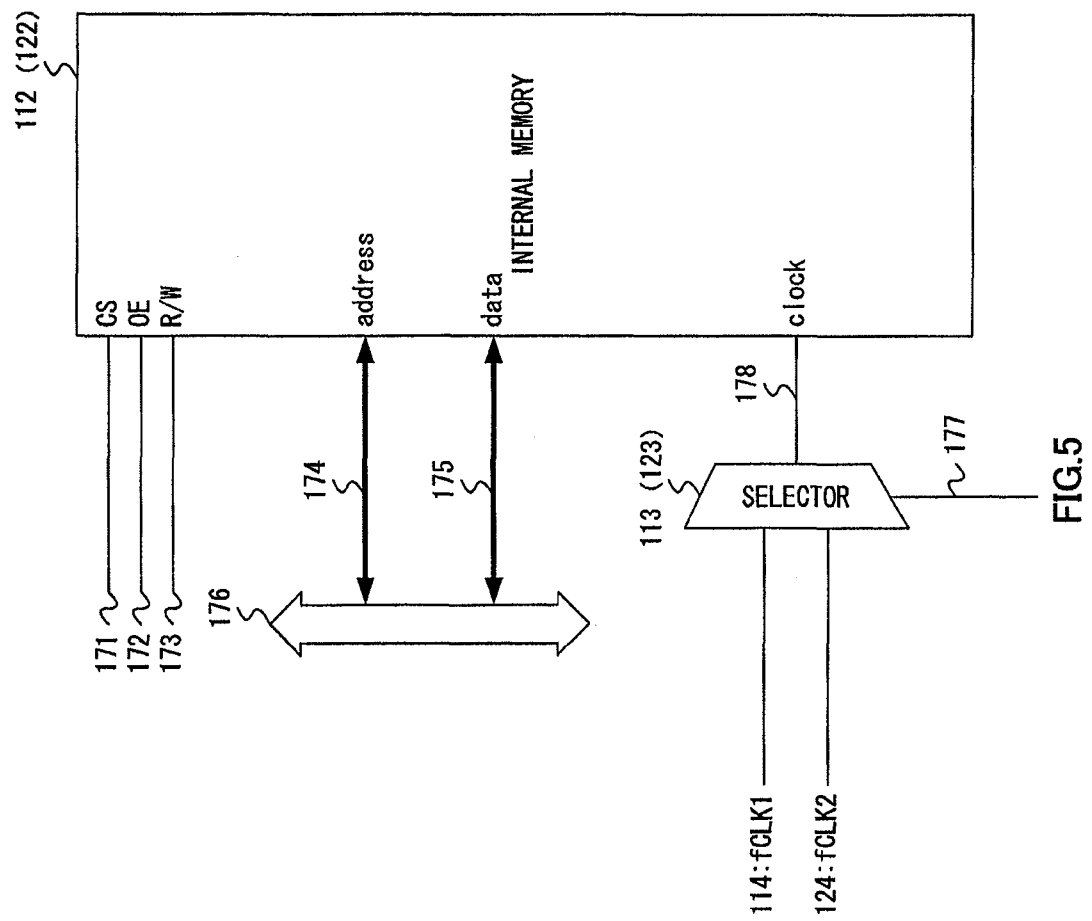 112 (122)
CS
OE
R/W
171
172
173
address
174
data
175
176
INTERNAL MEMORY
clock
178
113 (123)
SELECTOR
177
114:fCLK1
124:fCLK2
FIG.5